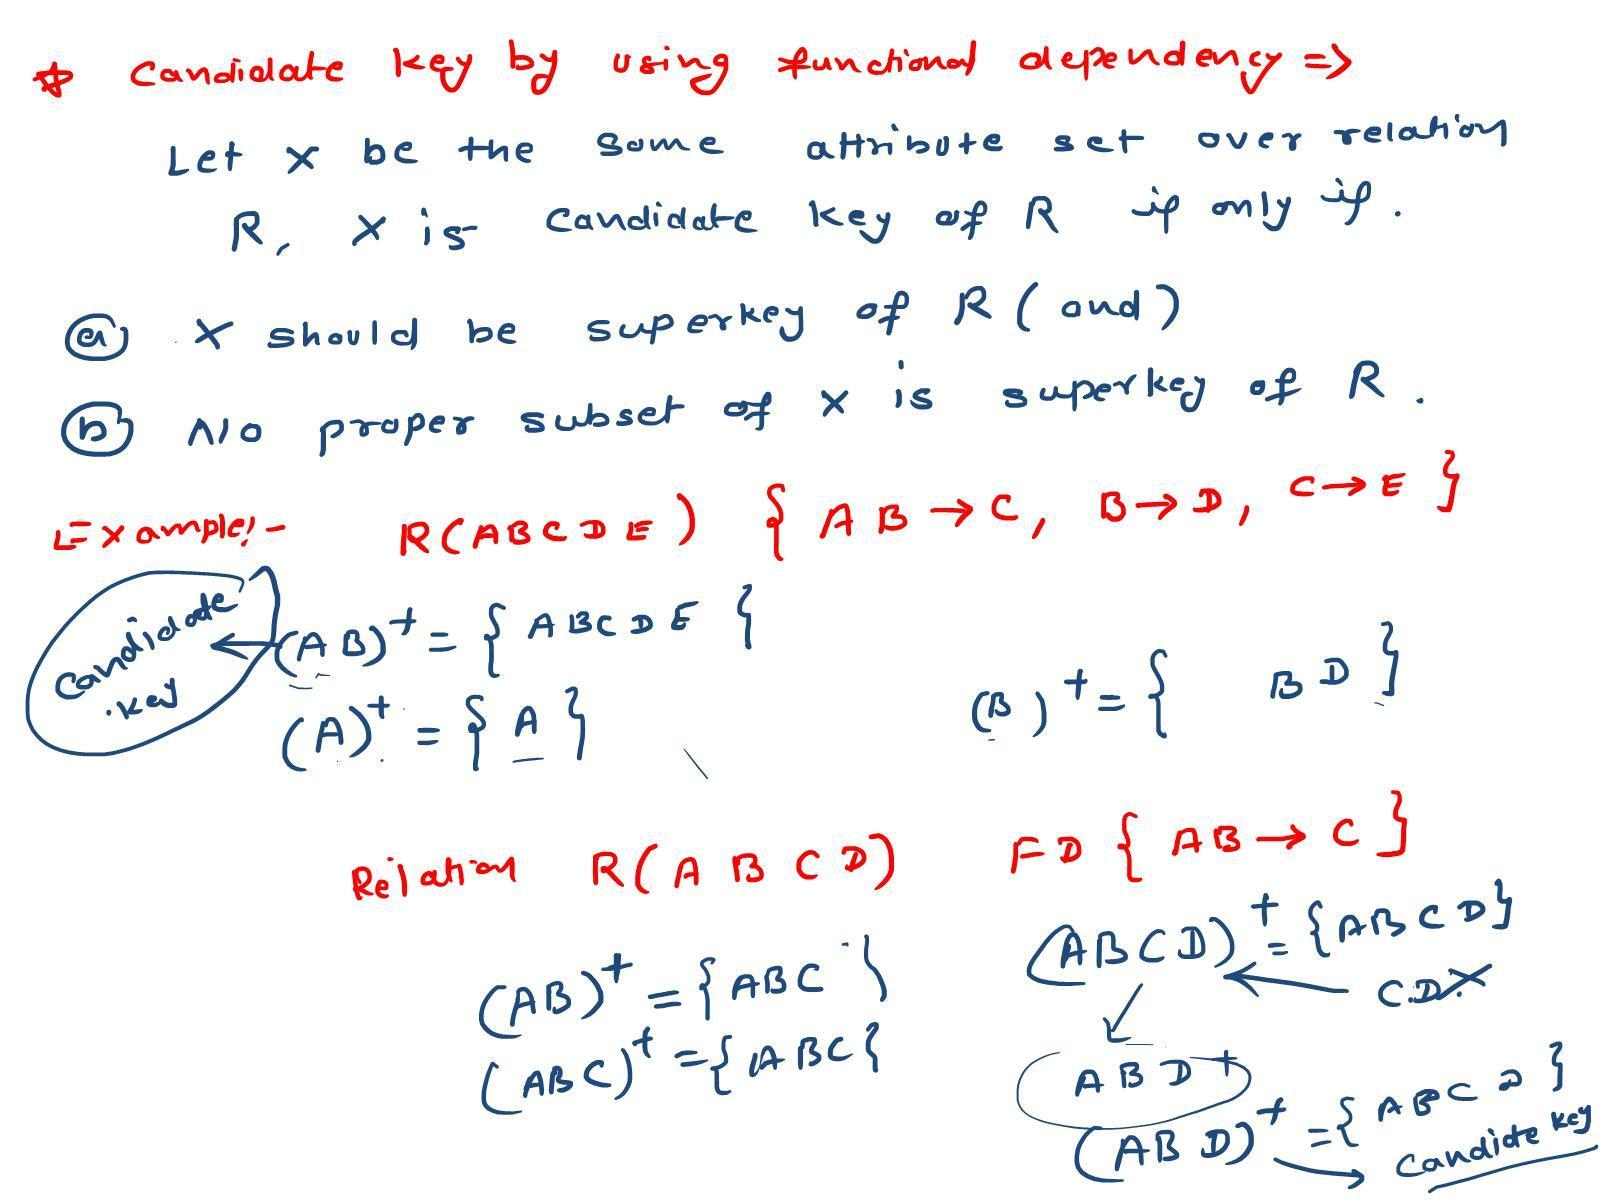 ☆ Candidate key by using functional dependency =>
Let X be the some attribute set over relation
R, X is candidate key of R if only if.
(a) X should be superkey of R (and)
(b) No proper subset of X is superkey of R.
Example:- R(ABCDE) { AB → C, B → D, C → E }
Candidate key ← (AB)⁺ = { ABCDE }
(A)⁺ = { A } (B)⁺ = { BD }
Relation R(ABCD) FD { AB → C }
(AB)⁺ = { ABC } (ABCD)⁺ = {ABCD} ← C.D.
(ABC)⁺ = { ABC } ABD⁺
(ABD)⁺ = { ABCD } → Candite key